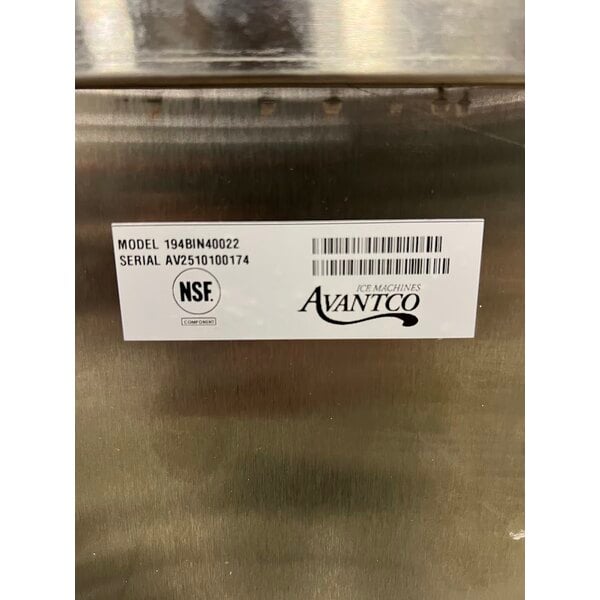 MODEL 194BIN40022
SERIAL AV2510100174
NSF.
COMPONENT
ICE MACHINES
AVANTCO